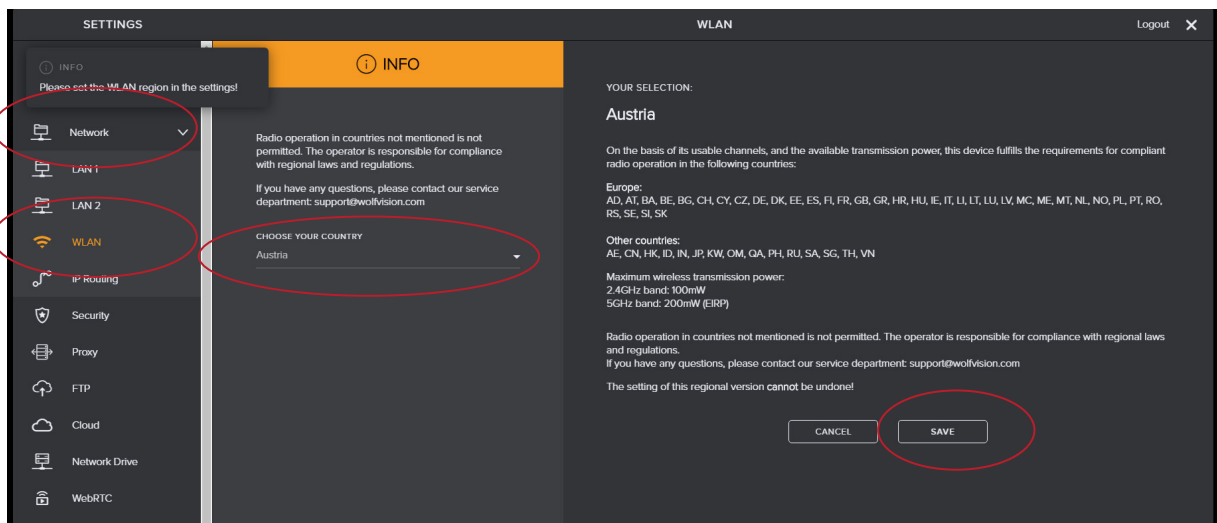 SETTINGS
WLAN
Logout
INFO
Please set the WLAN region in the settings!
Network
LAN 1
LAN 2
WLAN
IP Routing
Security
Proxy
FTP
Cloud
Network Drive
WebRTC
INFO
Radio operation in countries not mentioned is not
permitted. The operator is responsible for compliance
with regional laws and regulations.
If you have any questions, please contact our service
department: support@wolfvision.com
CHOOSE YOUR COUNTRY
Austria
YOUR SELECTION:
Austria
On the basis of its usable channels, and the available transmission power, this device fulfills the requirements for compliant
radio operation in the following countries:
Europe:
AD, AT, BA, BE, BG, CH, CY, CZ, DE, DK, EE, ES, FI, FR, GB, GR, HR, HU, IE, IT, LI, LT, LU, LV, MC, ME, MT, NL, NO, PL, PT, RO,
RS, SE, SI, SK
Other countries:
AE, CN, HK, ID, IN, JP, KW, OM, QA, PH, RU, SA, SG, TH, VN
Maximum wireless transmission power:
2.4GHz band: 100mW
5GHz band: 200mW (EIRP)
Radio operation in countries not mentioned is not permitted. The operator is responsible for compliance with regional laws
and regulations.
If you have any questions, please contact our service department: support@wolfvision.com
The setting of this regional version cannot be undone!
CANCEL
SAVE